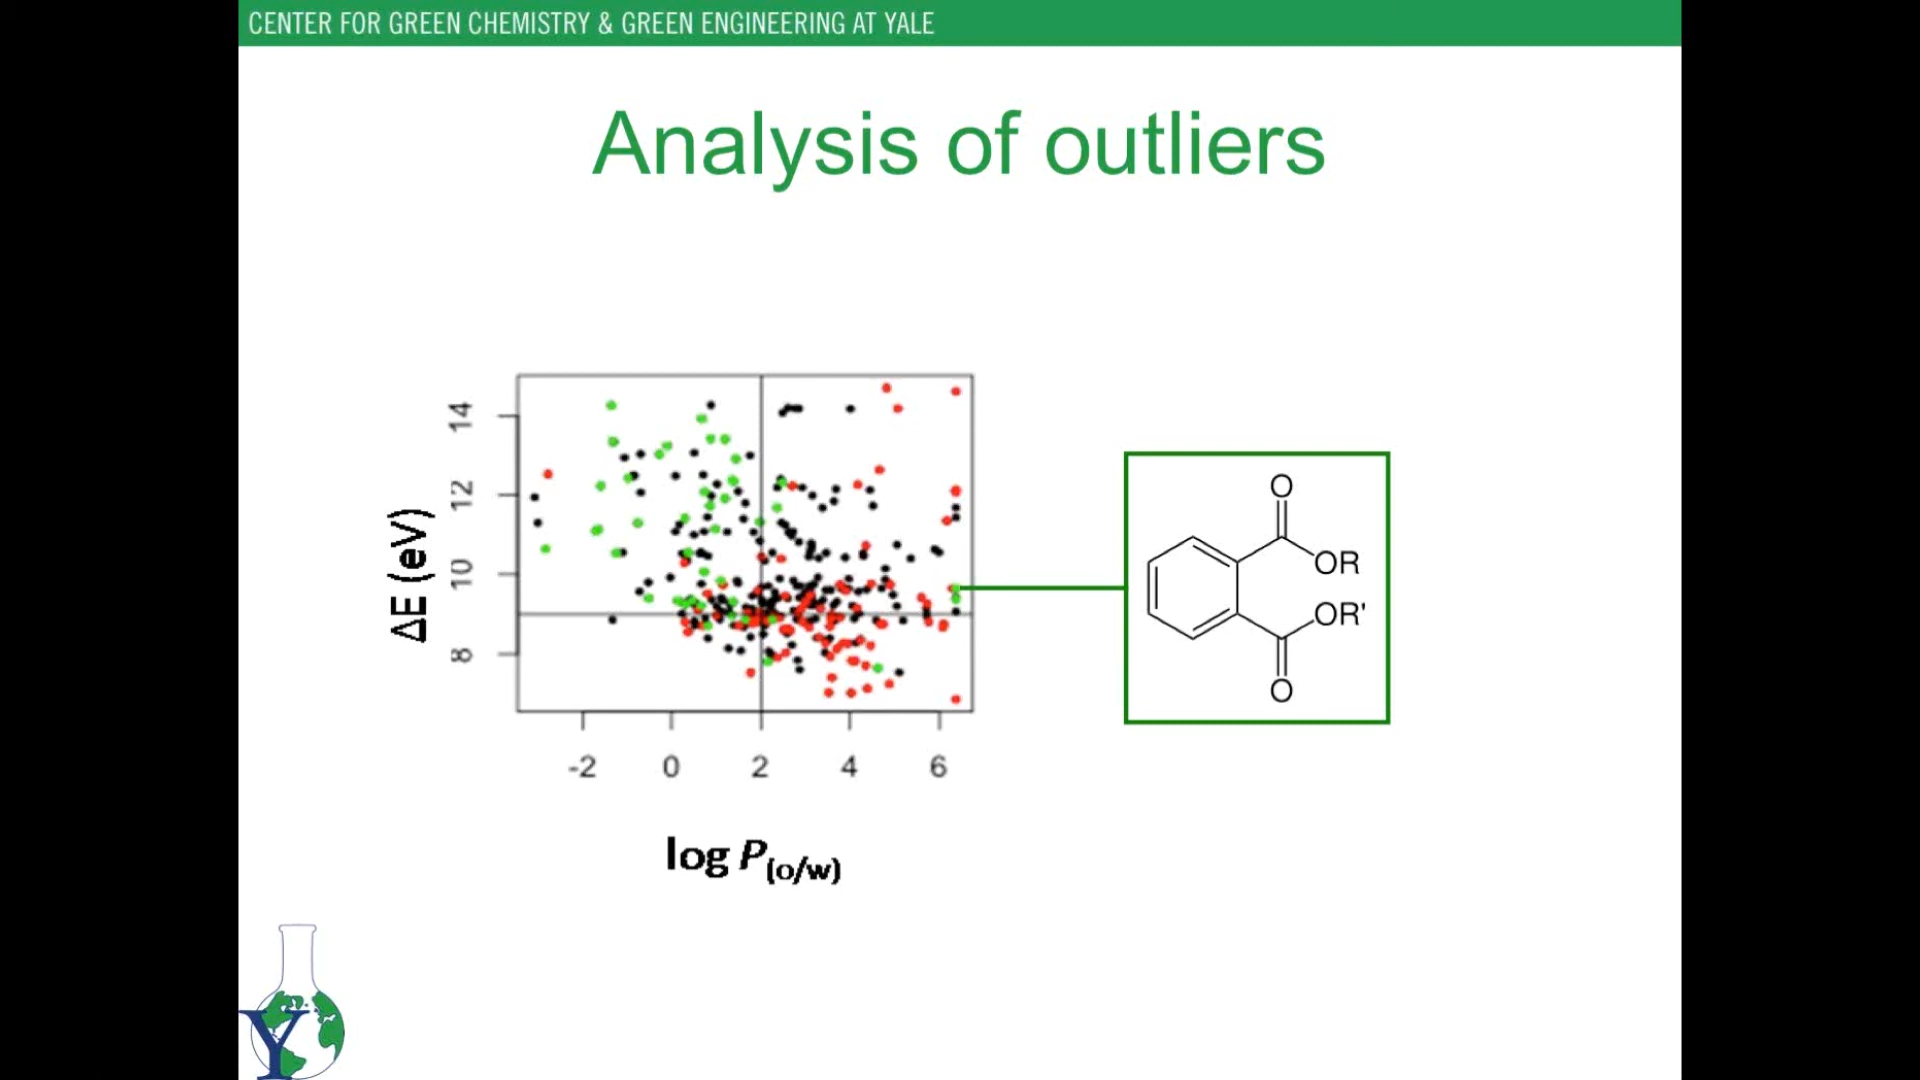 CENTER FOR GREEN CHEMISTRY & GREEN ENGINEERING AT YALE
Analysis of outliers
ΔE (eV)
14
12
10
8
-2 0 2 4 6
log P(o/w)
O
OR
OR'
O
Y